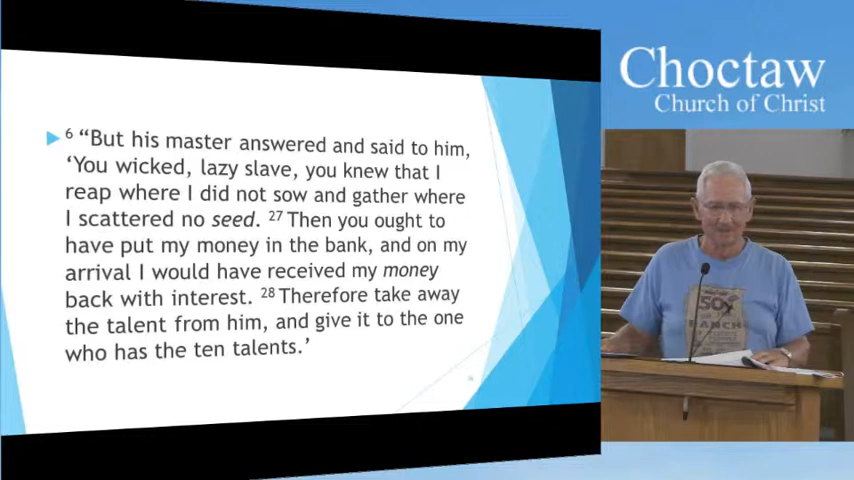 6 “But his master answered and said to him,
‘You wicked, lazy slave, you knew that I
reap where I did not sow and gather where
I scattered no seed. 27 Then you ought to
have put my money in the bank, and on my
arrival I would have received my money
back with interest. 28 Therefore take away
the talent from him, and give it to the one
who has the ten talents.’
Choctaw
Church of Christ
SO
RANCH